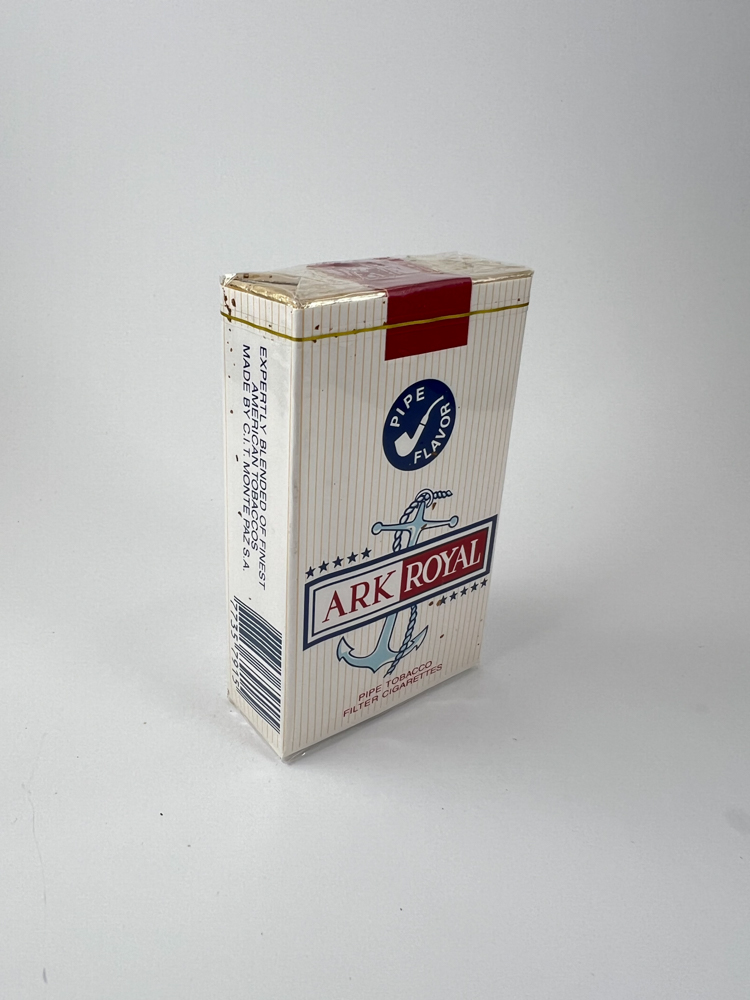 PIPE
FLAVOR
ARK ROYAL
PIPE TOBACCO
FILTER CIGARETTES
EXPERTLY BLENDED OF FINEST
AMERICAN TOBACCOS
MADE BY C.I.T. MONTE PAZ S.A.